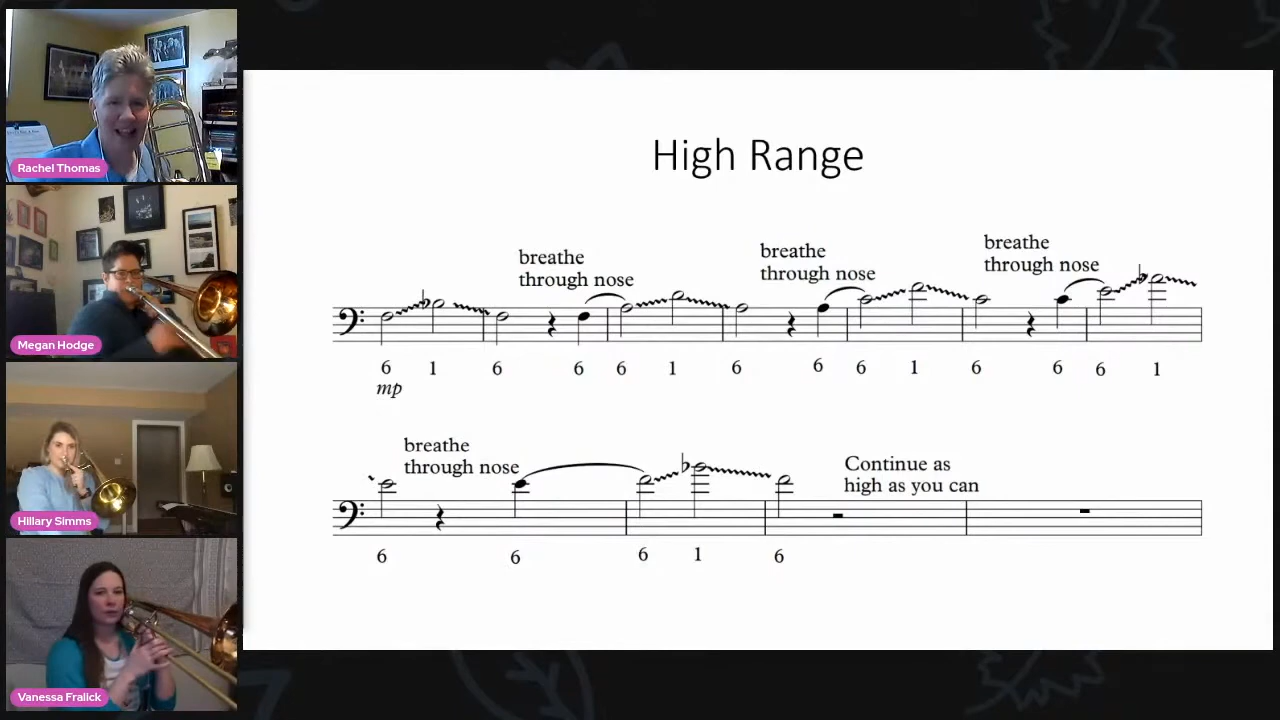 Rachel Thomas
Megan Hodge
Hillary Simms
Vanessa Fralick
High Range
breathe
through nose
breathe
through nose
breathe
through nose
6 1 6 6 6 1 6 6 6 1 6 6 6 1
mp
breathe
through nose
Continue as
high as you can
6 6 6 1 6